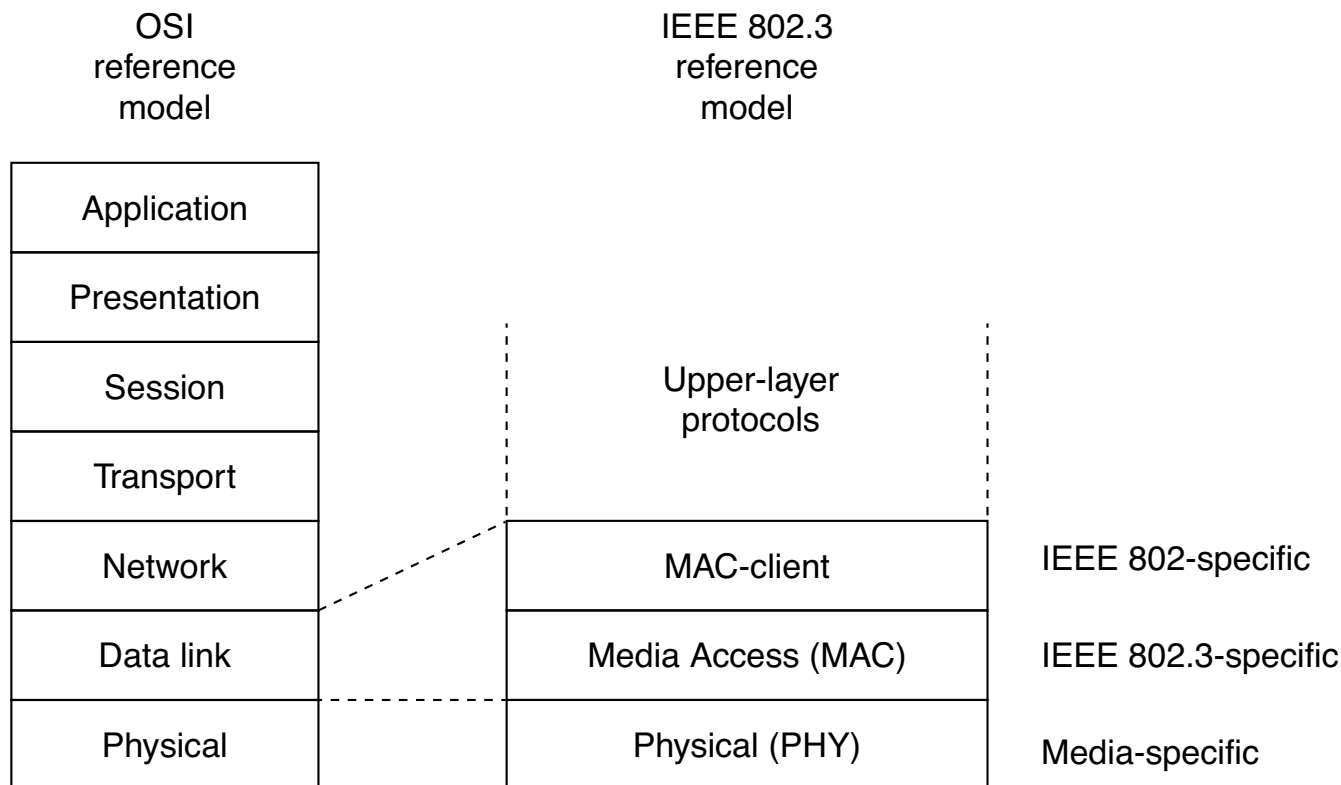 OSI
reference
model
IEEE 802.3
reference
model
Application
Presentation
Session
Transport
Network
Data link
Physical
Upper-layer
protocols
MAC-client
Media Access (MAC)
Physical (PHY)
IEEE 802-specific
IEEE 802.3-specific
Media-specific